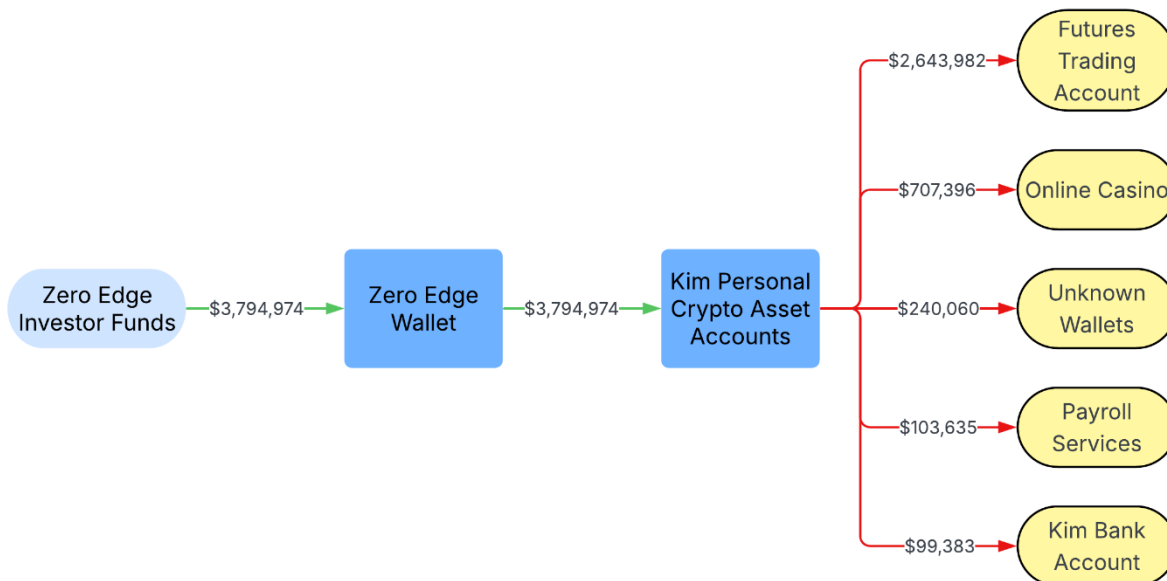 Zero Edge
Investor Funds
$3,794,974
Zero Edge
Wallet
$3,794,974
Kim Personal
Crypto Asset
Accounts
$2,643,982
Futures
Trading
Account
$707,396
Online Casino
$240,060
Unknown
Wallets
$103,635
Payroll
Services
$99,383
Kim Bank
Account